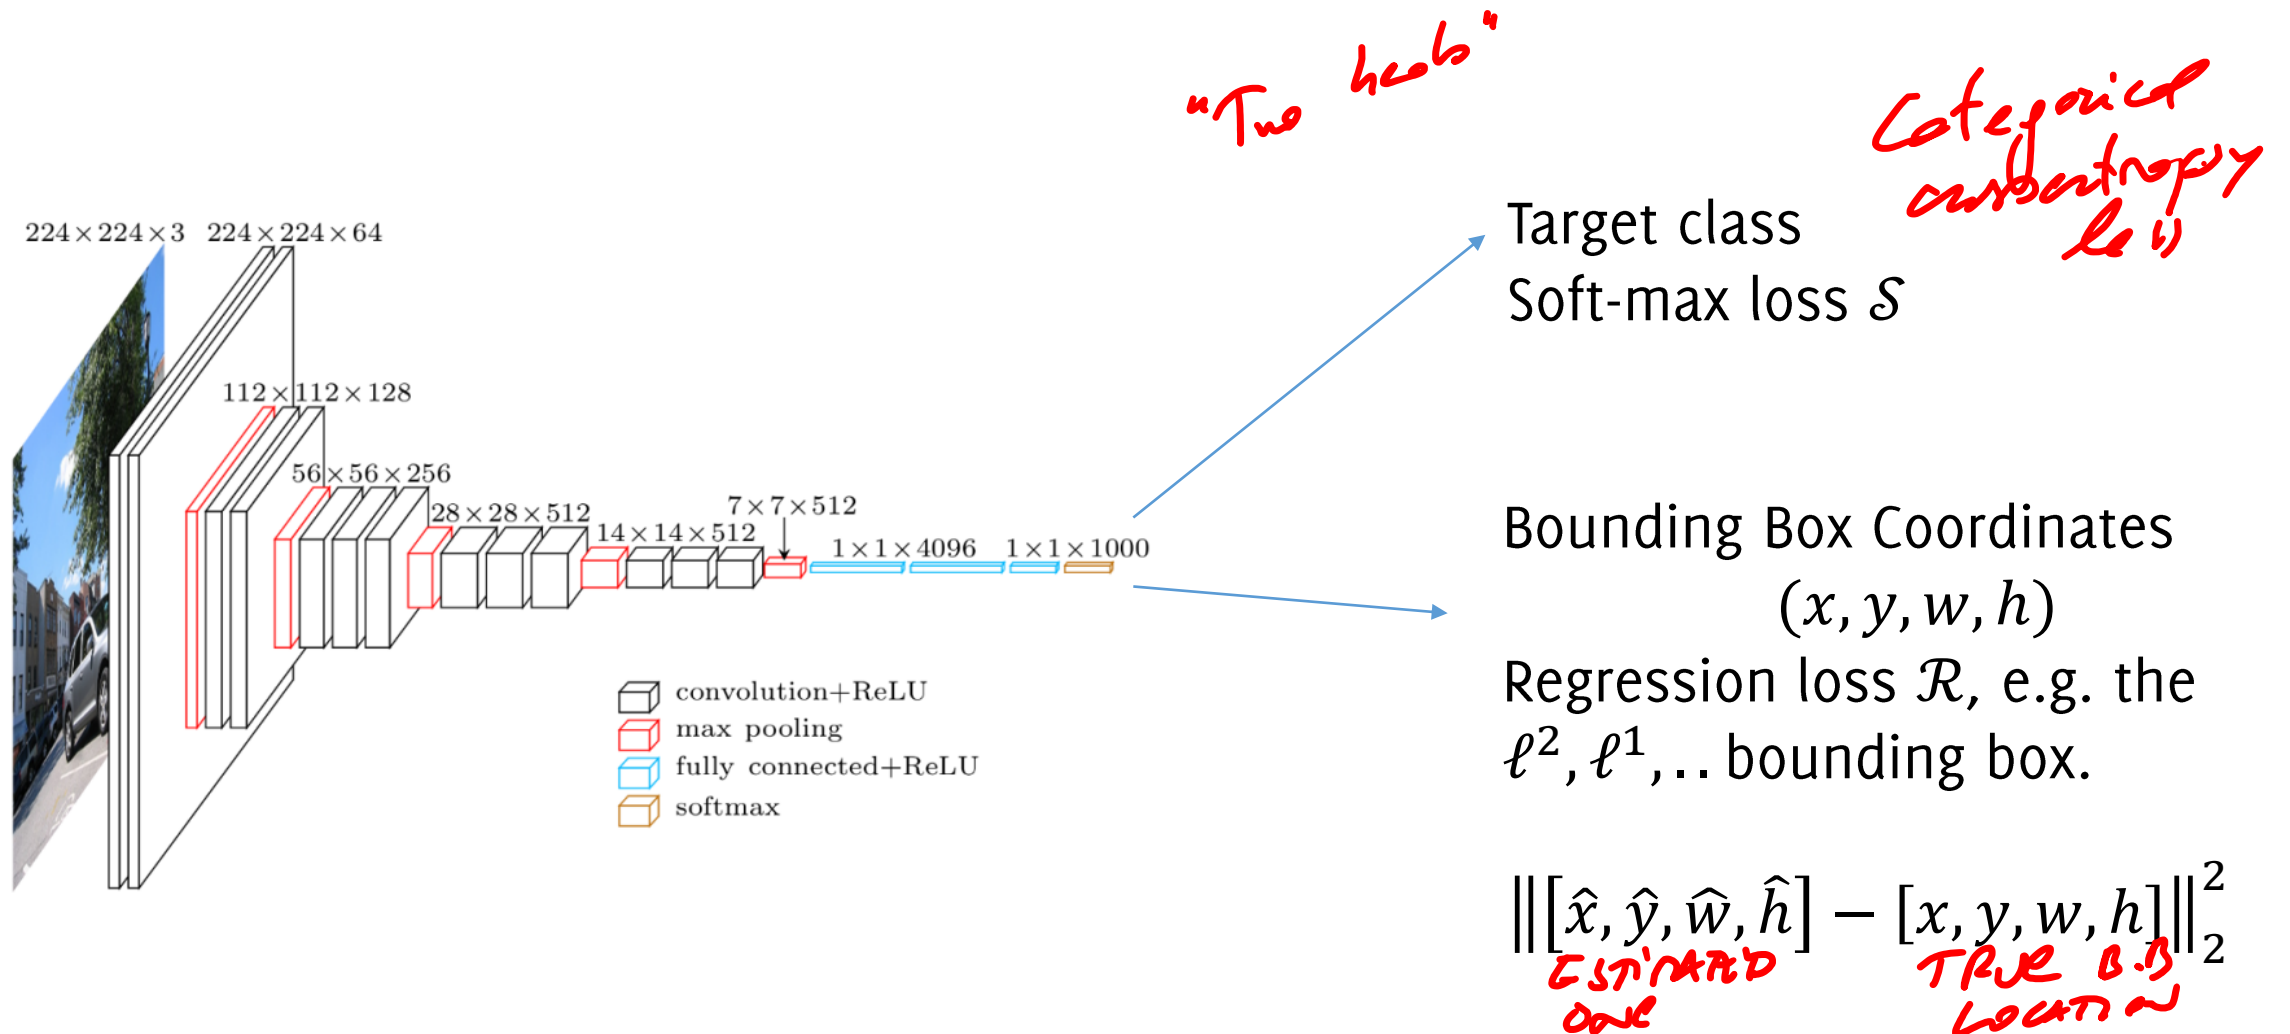 "Two heads"
Categorical
crossentropy
loss
224×224×3 224×224×64
112×112×128
56×56×256
28×28×512
14×14×512
7×7×512
1×1×4096 1×1×1000
convolution+ReLU
max pooling
fully connected+ReLU
softmax
Target class
Soft-max loss 𝒮
Bounding Box Coordinates
(x, y, w, h)
Regression loss ℛ, e.g. the
ℓ², ℓ¹, .. bounding box.
‖[x̂, ŷ, ŵ, ĥ] − [x, y, w, h]‖₂²
ESTIMATED
ONE
TRUE B.B
LOCATION